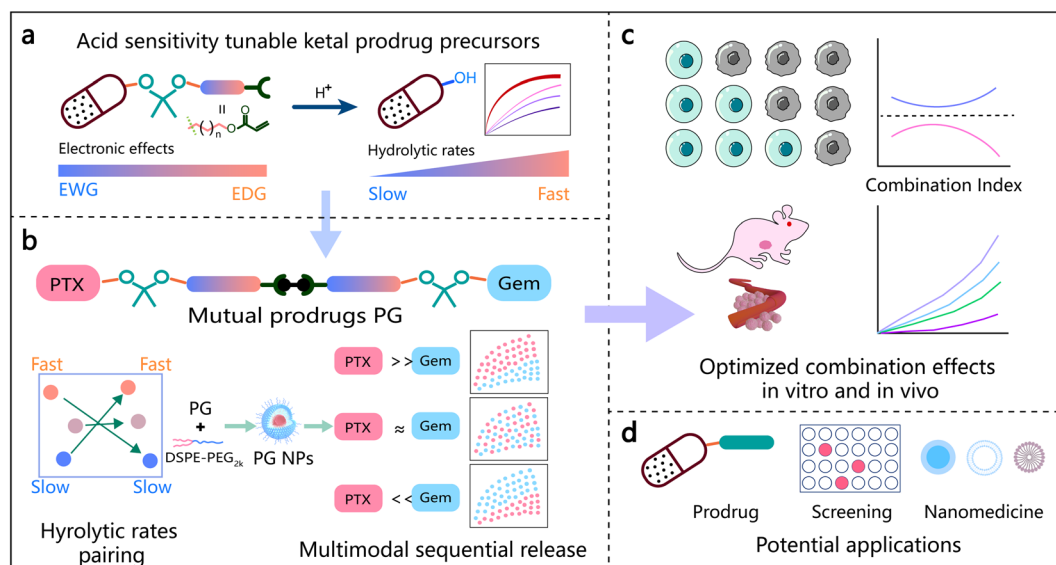 a
Acid sensitivity tunable ketal prodrug precursors
OH
H+
n
O
O
Electronic effects
EWG
EDG
Hydrolytic rates
Slow
Fast
b
PTX
Gem
Mutual prodrugs PG
Fast
Fast
Slow
Slow
Hyrolytic rates
pairing
PG
+
DSPE-PEG2k
PG NPs
PTX >> Gem
PTX ≈ Gem
PTX << Gem
Multimodal sequential release
c
Combination Index
Optimized combination effects
in vitro and in vivo
d
Prodrug
Screening
Nanomedicine
Potential applications